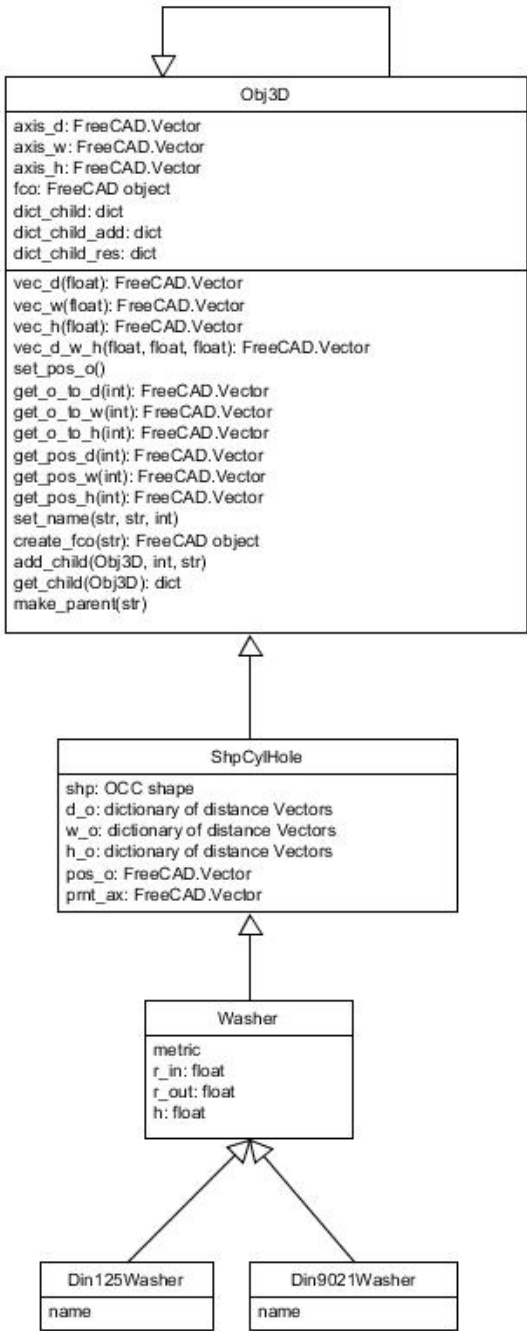 Obj3D
axis_d: FreeCAD.Vector
axis_w: FreeCAD.Vector
axis_h: FreeCAD.Vector
fco: FreeCAD object
dict_child: dict
dict_child_add: dict
dict_child_res: dict
vec_d(float): FreeCAD.Vector
vec_w(float): FreeCAD.Vector
vec_h(float): FreeCAD.Vector
vec_d_w_h(float, float, float): FreeCAD.Vector
set_pos_o()
get_o_to_d(int): FreeCAD.Vector
get_o_to_w(int): FreeCAD.Vector
get_o_to_h(int): FreeCAD.Vector
get_pos_d(int): FreeCAD.Vector
get_pos_w(int): FreeCAD.Vector
get_pos_h(int): FreeCAD.Vector
set_name(str, str, int)
create_fco(str): FreeCAD object
add_child(Obj3D, int, str)
get_child(Obj3D): dict
make_parent(str)
ShpCylHole
shp: OCC shape
d_o: dictionary of distance Vectors
w_o: dictionary of distance Vectors
h_o: dictionary of distance Vectors
pos_o: FreeCAD.Vector
prnt_ax: FreeCAD.Vector
Washer
metric
r_in: float
r_out: float
h: float
Din125Washer
name
Din9021Washer
name